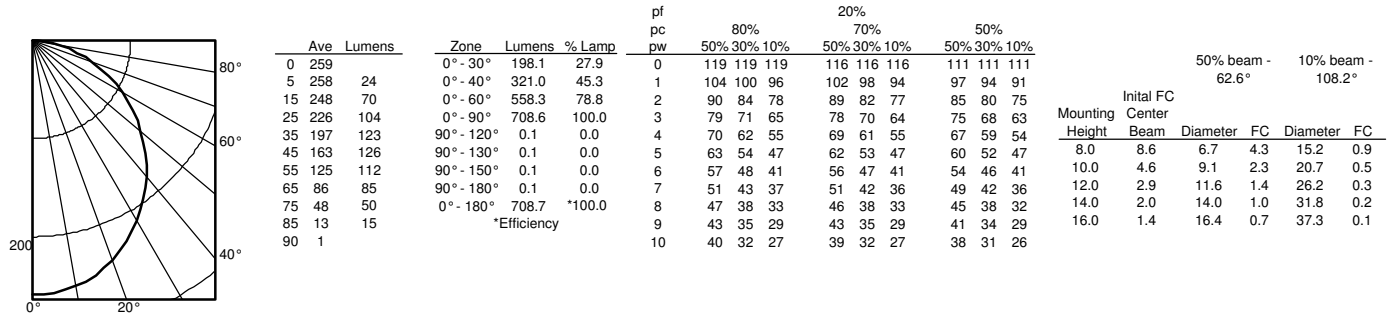 80°
60°
40°
200
0° 20°
Ave Lumens
0 259
5 258 24
15 248 70
25 226 104
35 197 123
45 163 126
55 125 112
65 86 85
75 48 50
85 13 15
90 1
Zone Lumens % Lamp
0° - 30° 198.1 27.9
0° - 40° 321.0 45.3
0° - 60° 558.3 78.8
0° - 90° 708.6 100.0
90° - 120° 0.1 0.0
90° - 130° 0.1 0.0
90° - 150° 0.1 0.0
90° - 180° 0.1 0.0
0° - 180° 708.7 *100.0
*Efficiency
pf 20%
pc 80% 70% 50%
pw 50% 30% 10% 50% 30% 10% 50% 30% 10%
0 119 119 119 116 116 116 111 111 111
1 104 100 96 102 98 94 97 94 91
2 90 84 78 89 82 77 85 80 75
3 79 71 65 78 70 64 75 68 63
4 70 62 55 69 61 55 67 59 54
5 63 54 47 62 53 47 60 52 47
6 57 48 41 56 47 41 54 46 41
7 51 43 37 51 42 36 49 42 36
8 47 38 33 46 38 33 45 38 32
9 43 35 29 43 35 29 41 34 29
10 40 32 27 39 32 27 38 31 26
50% beam - 10% beam -
62.6° 108.2°
Inital FC
Mounting Center
Height Beam Diameter FC Diameter FC
8.0 8.6 6.7 4.3 15.2 0.9
10.0 4.6 9.1 2.3 20.7 0.5
12.0 2.9 11.6 1.4 26.2 0.3
14.0 2.0 14.0 1.0 31.8 0.2
16.0 1.4 16.4 0.7 37.3 0.1